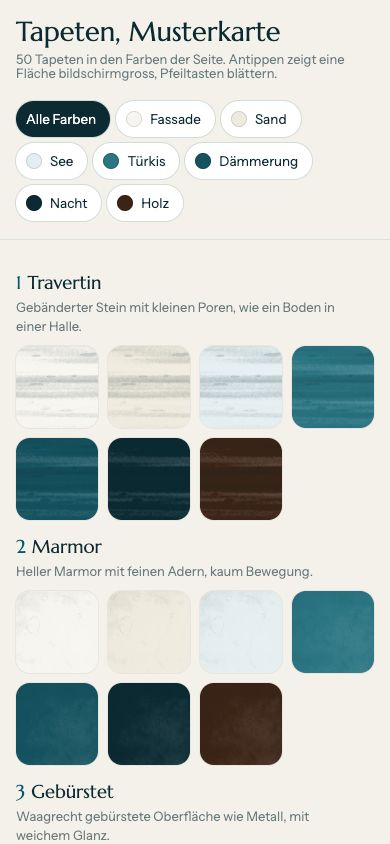 Tapeten, Musterkarte
50 Tapeten in den Farben der Seite. Antippen zeigt eine
Fläche bildschirmgross, Pfeiltasten blättern.
Alle Farben
Fassade
Sand
See
Türkis
Dämmerung
Nacht
Holz
1 Travertin
Gebänderter Stein mit kleinen Poren, wie ein Boden in
einer Halle.
2 Marmor
Heller Marmor mit feinen Adern, kaum Bewegung.
3 Gebürstet
Waagrecht gebürstete Oberfläche wie Metall, mit
weichem Glanz.